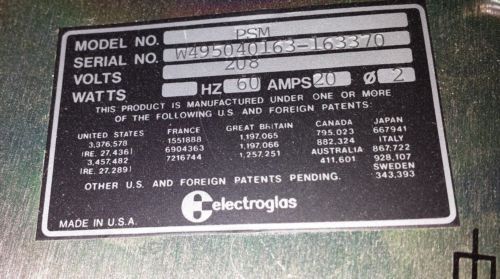 MODEL NO. PSM
SERIAL NO. W495040163-163370
VOLTS 208
WATTS HZ 60 AMPS 20 Ø 2
THIS PRODUCT IS MANUFACTURED UNDER ONE OR MORE
OF THE FOLLOWING U.S AND FOREIGN PATENTS:
UNITED STATES FRANCE GREAT BRITAIN CANADA JAPAN
3,376,578 1551888 1,197,065 795,023 667941
(RE. 27,436) 6904363 1,197,066 882,324 ITALY
3,457,482 7216744 1,257,251 AUSTRALIA 867;722
(RE. 27,289) 411,601 928,107
SWEDEN
OTHER U.S. AND FOREIGN PATENTS PENDING. 343,393
electroglas
MADE IN U.S.A.